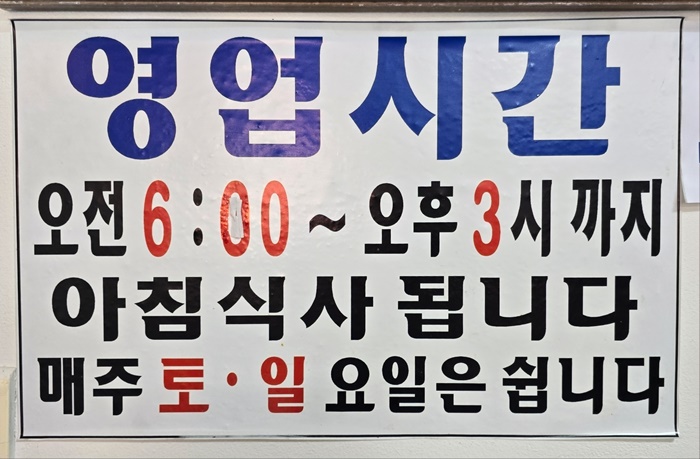 영업시간
오전 6:00 ~ 오후 3시 까지
아침식사 됩니다
매주 토·일 요일은 쉽니다